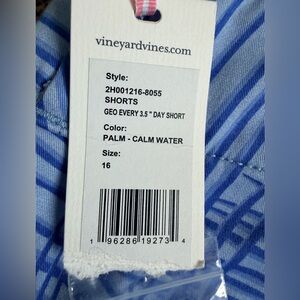 vineyardvines.com
Style:
2H001216-8055
SHORTS
GEO EVERY 3.5 " DAY SHORT
Color:
PALM - CALM WATER
Size:
16
1 96286 19273 4